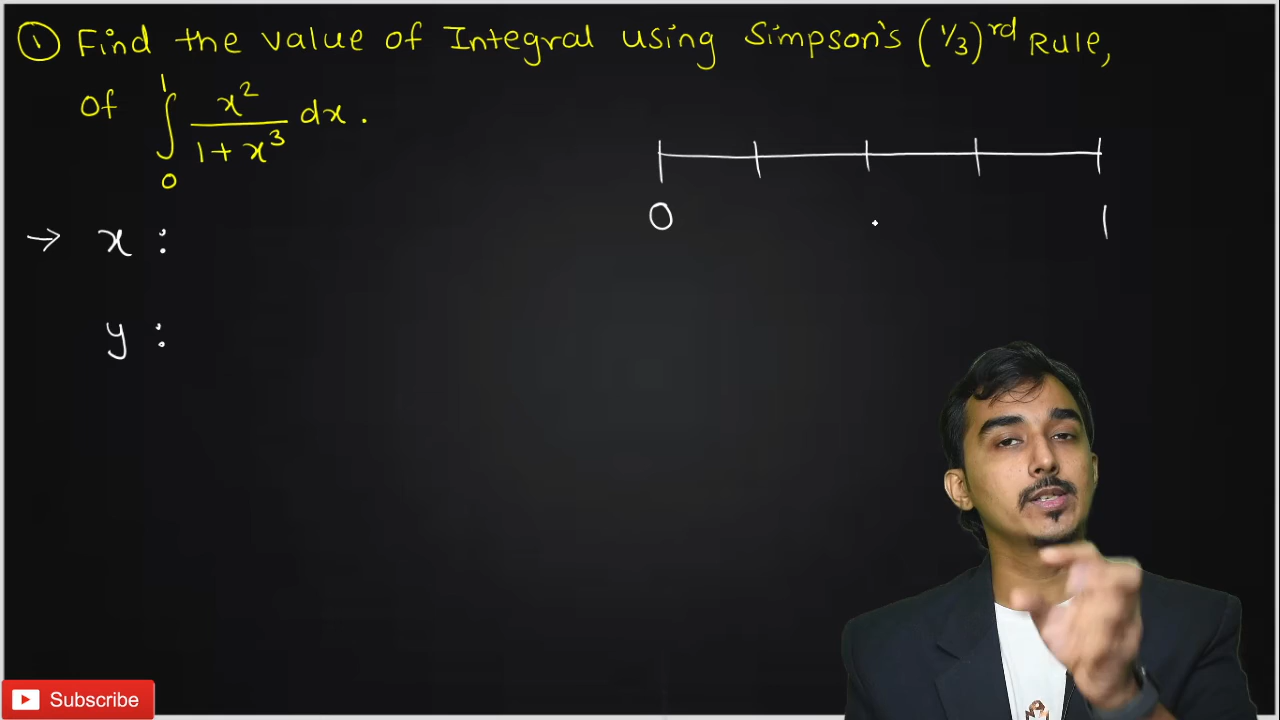 ① Find the value of Integral using Simpson's (1/3)rd Rule,
of ∫₀¹ x²/(1+x³) dx.
0 1
→ x :
y :
Subscribe